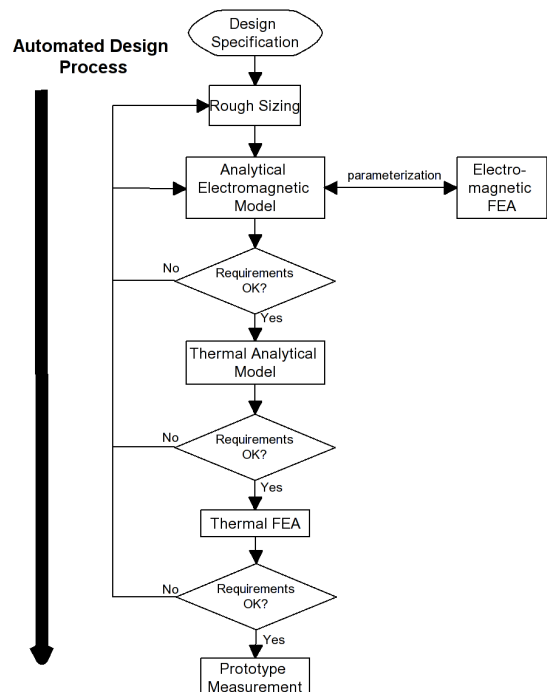 Automated Design
Process
Design
Specification
Rough Sizing
Analytical
Electromagnetic
Model
parameterization
Electro-
magnetic
FEA
No
Requirements
OK?
Yes
Thermal Analytical
Model
No
Requirements
OK?
Yes
Thermal FEA
No
Requirements
OK?
Yes
Prototype
Measurement